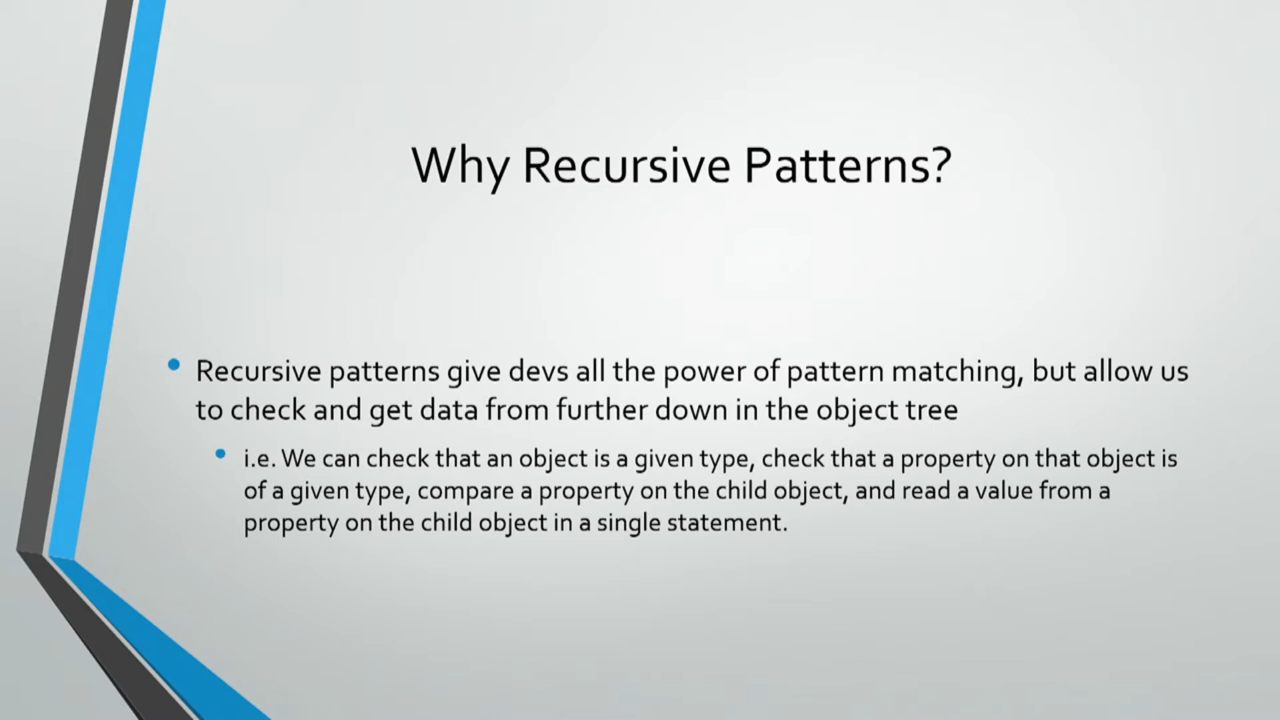 Why Recursive Patterns?
• Recursive patterns give devs all the power of pattern matching, but allow us
to check and get data from further down in the object tree
• i.e. We can check that an object is a given type, check that a property on that object is
of a given type, compare a property on the child object, and read a value from a
property on the child object in a single statement.